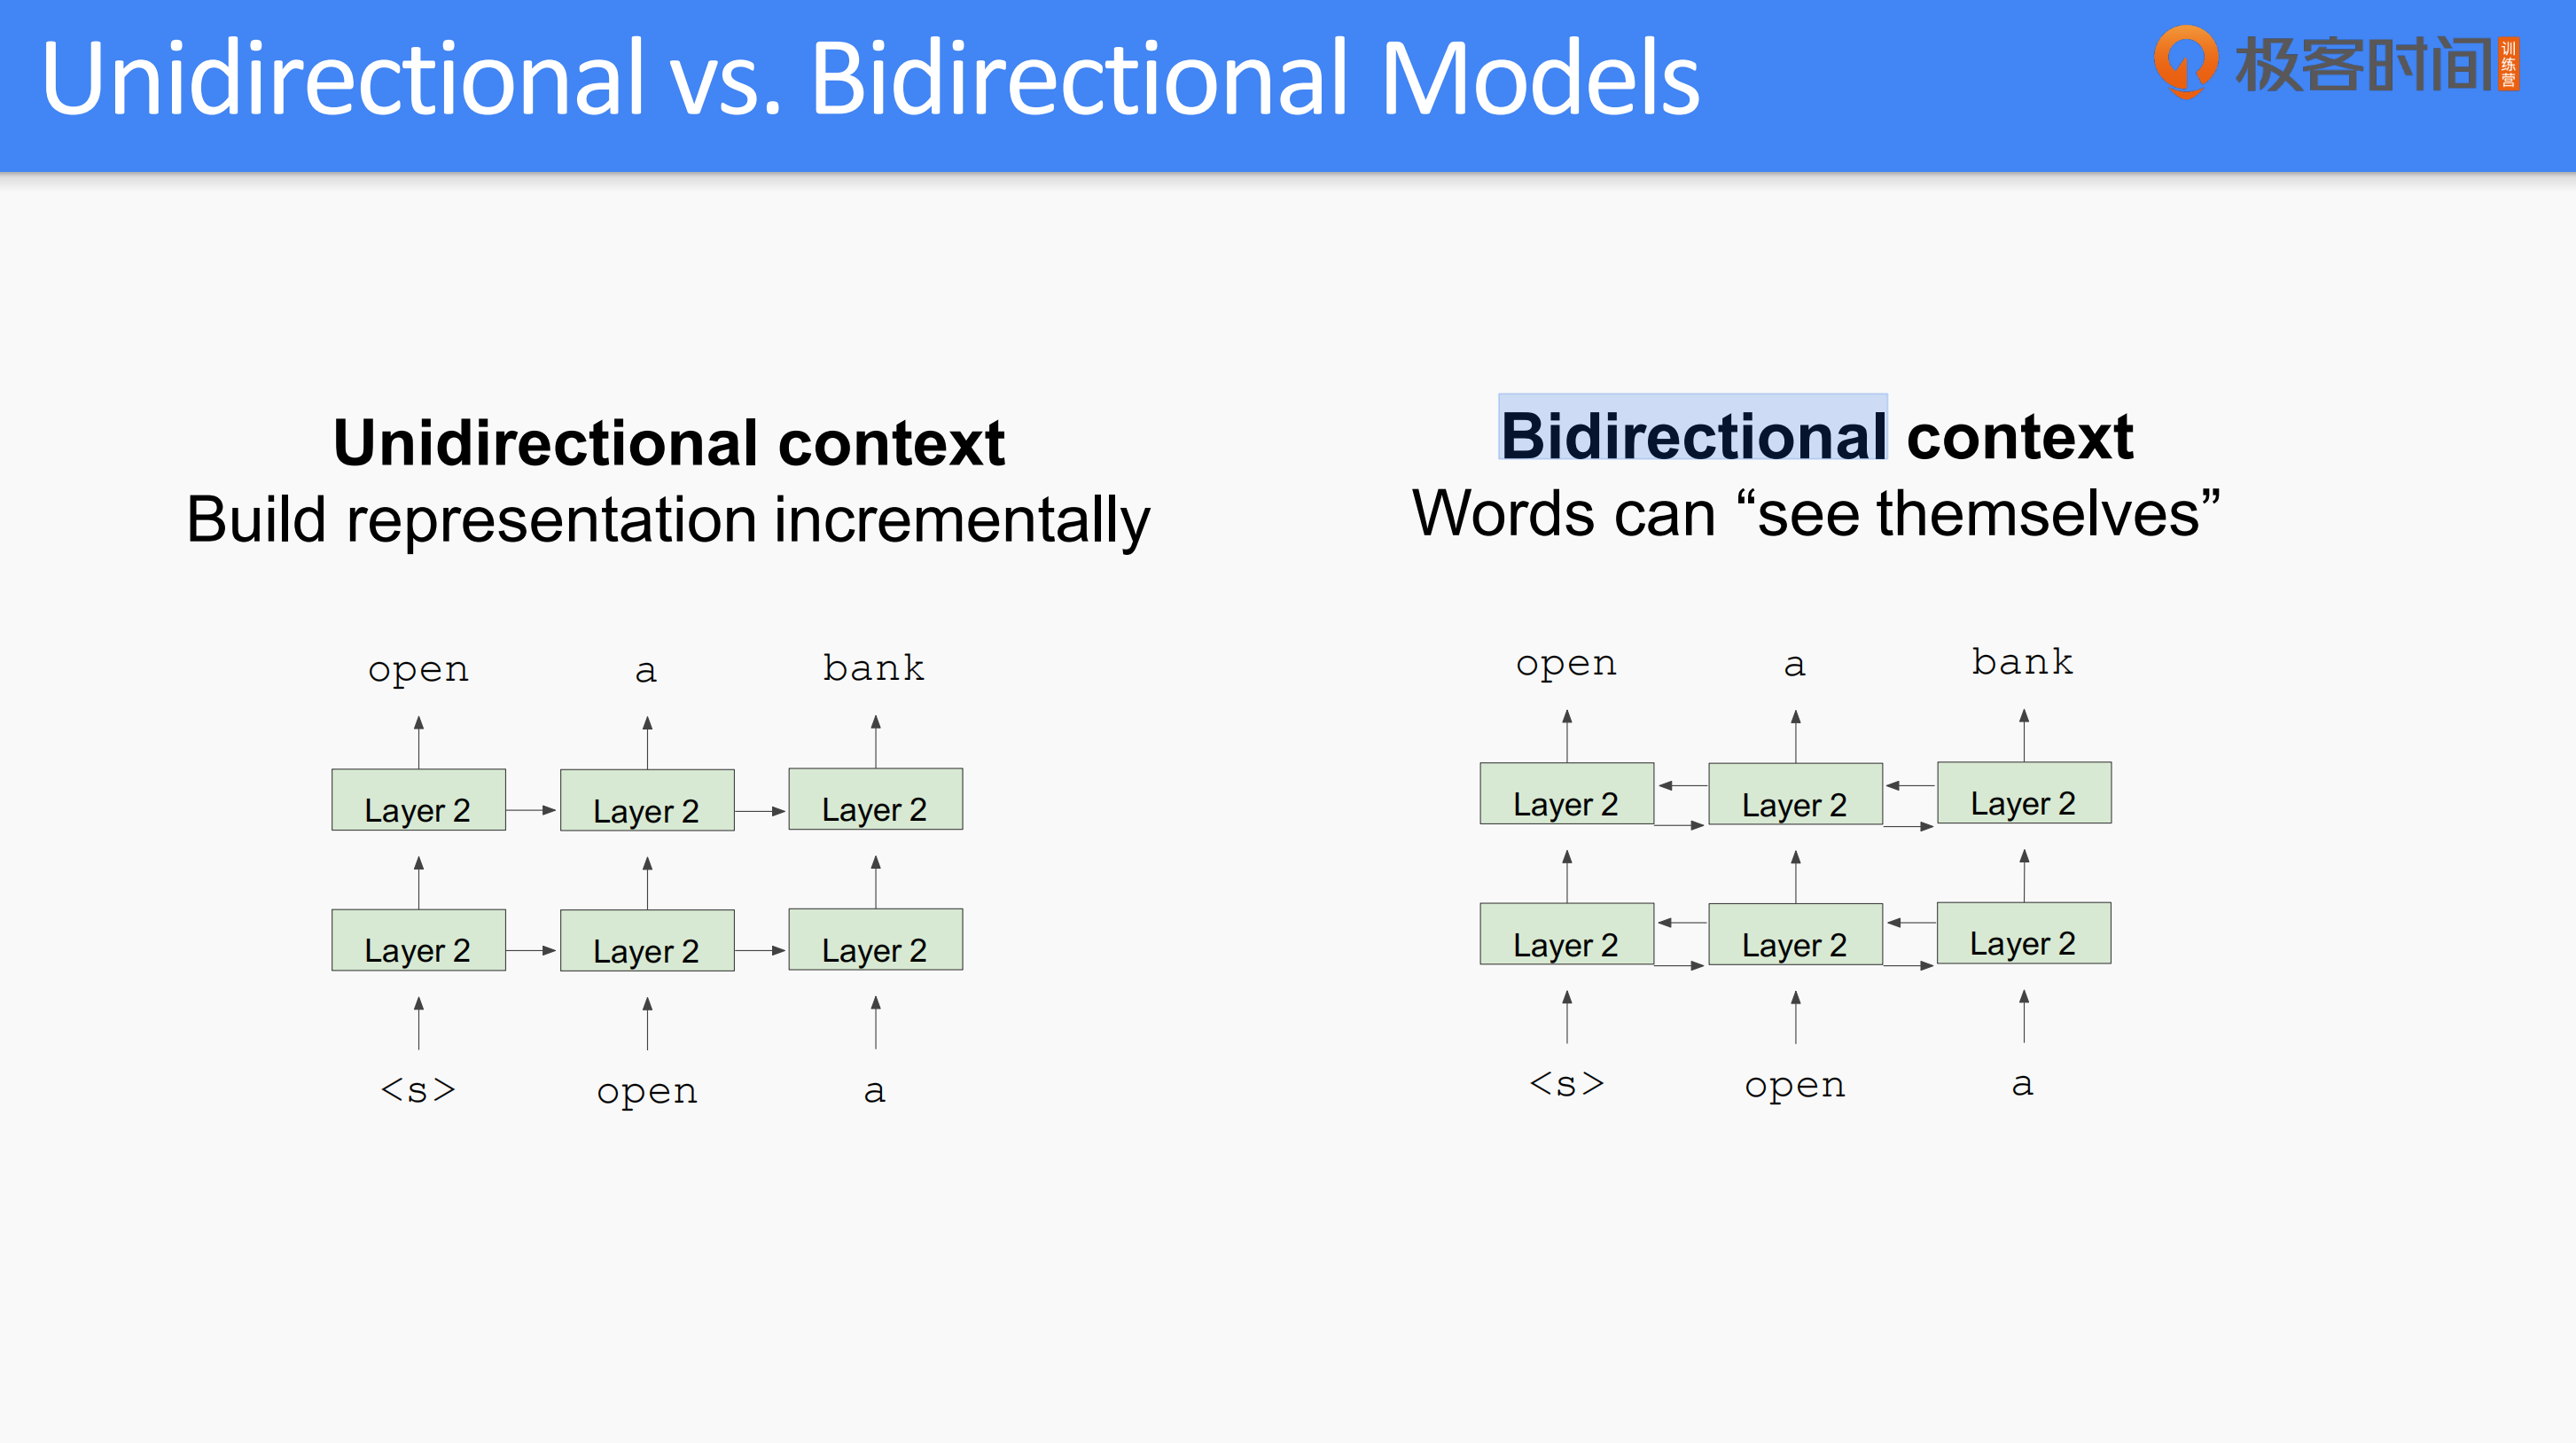 Unidirectional vs. Bidirectional Models
极客时间 训练营
Unidirectional context
Build representation incrementally
open a bank
Layer 2 Layer 2 Layer 2
Layer 2 Layer 2 Layer 2
<s> open a
Bidirectional context
Words can “see themselves”
open a bank
Layer 2 Layer 2 Layer 2
Layer 2 Layer 2 Layer 2
<s> open a